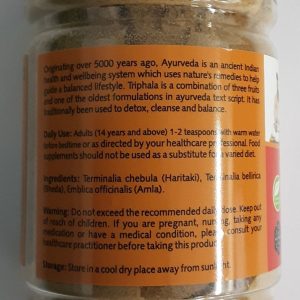 Originating over 5000 years ago, Ayurveda is an ancient Indian
health and wellbeing system which uses nature's remedies to help
guide a balanced lifestyle. Triphala is a combination of three fruits
and one of the oldest formulations in ayurveda text script. It has
traditionally been used to detox, cleanse and balance.
Daily Use: Adults (14 years and above) 1-2 teaspoons with warm water
before bedtime or as directed by your healthcare professional. Food
supplements should not be used as a substitute for a varied diet.
Ingredients: Terminalia chebula (Haritaki), Terminalia bellirica
(Bheda), Emblica officinalis (Amla).
Warning: Do not exceed the recommended daily dose. Keep out
of reach of children. If you are pregnant, nursing, taking any
medication or have a medical condition, please consult your
healthcare practitioner before taking this product.
Storage: Store in a cool dry place away from sunlight.